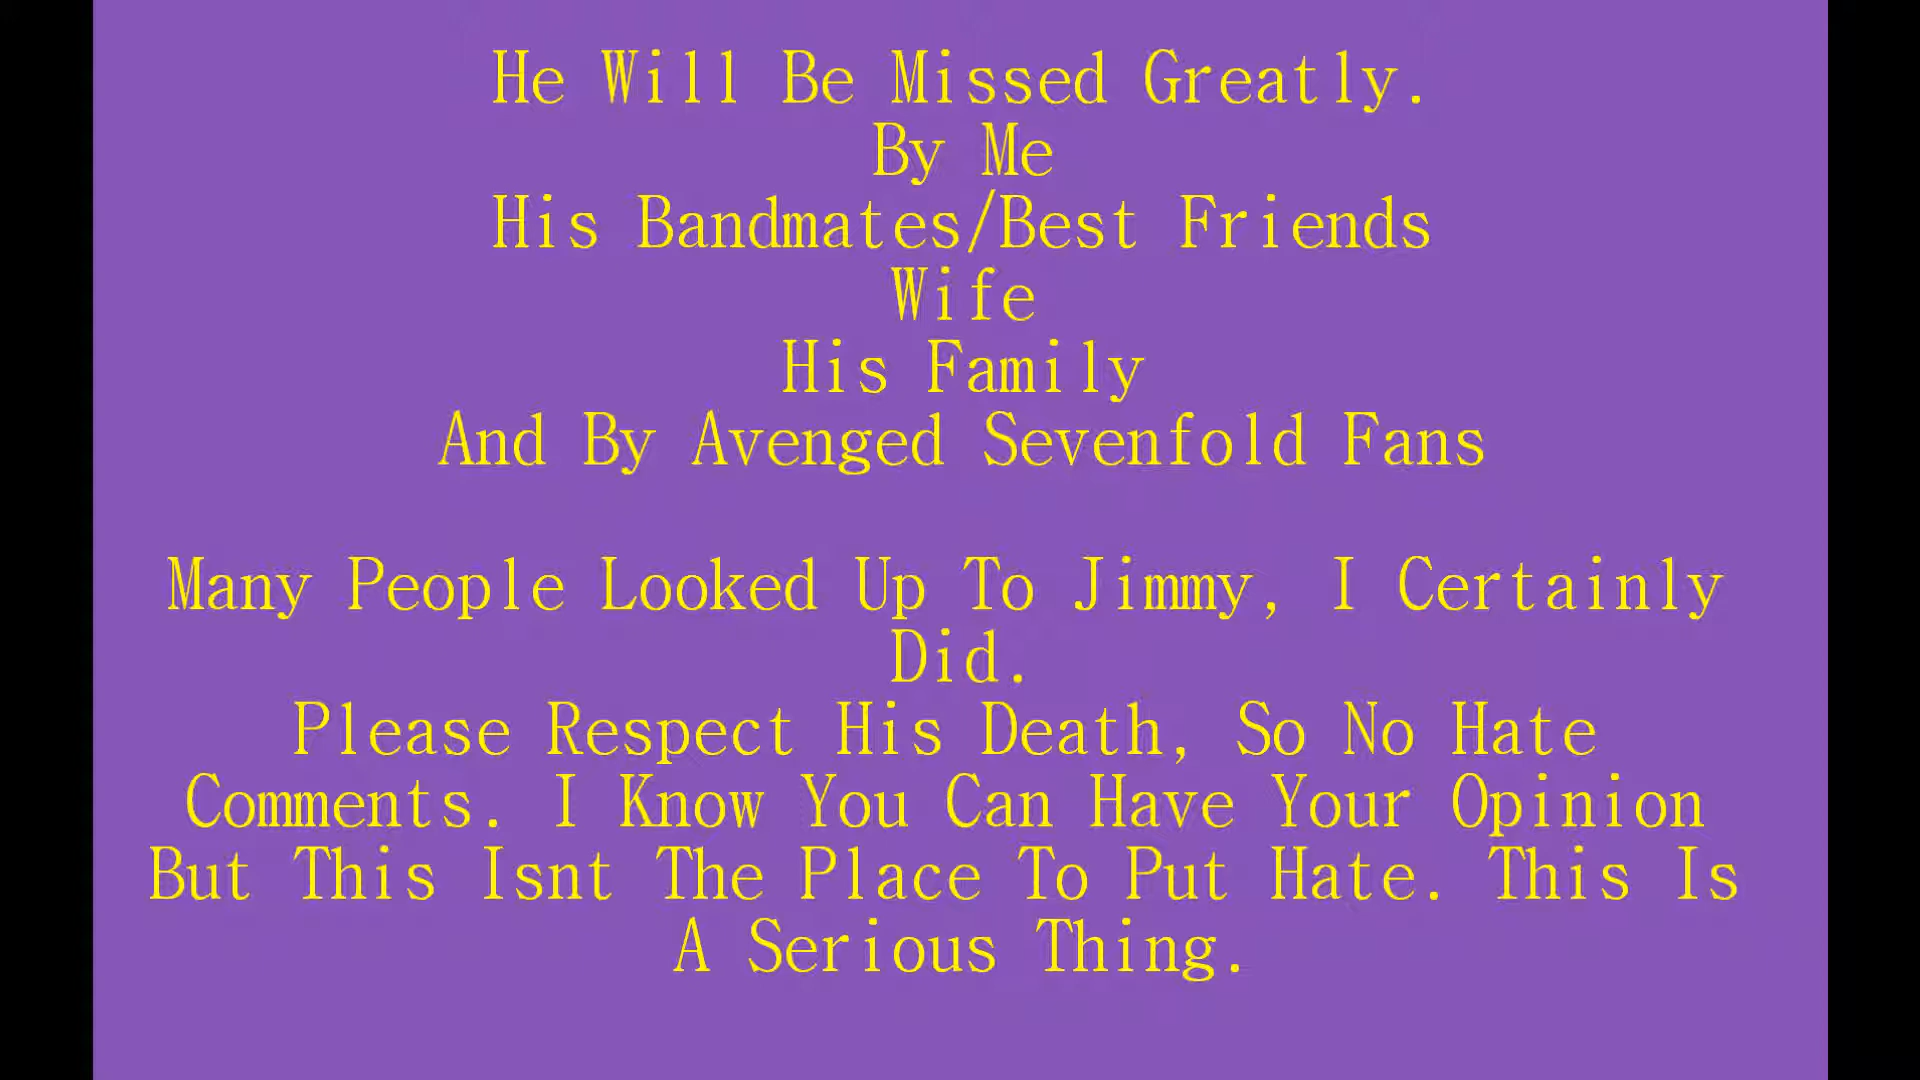 He Will Be Missed Greatly.
By Me
His Bandmates/Best Friends
Wife
His Family
And By Avenged Sevenfold Fans
Many People Looked Up To Jimmy, I Certainly
Did.
Please Respect His Death, So No Hate
Comments. I Know You Can Have Your Opinion
But This Isnt The Place To Put Hate. This Is
A Serious Thing.